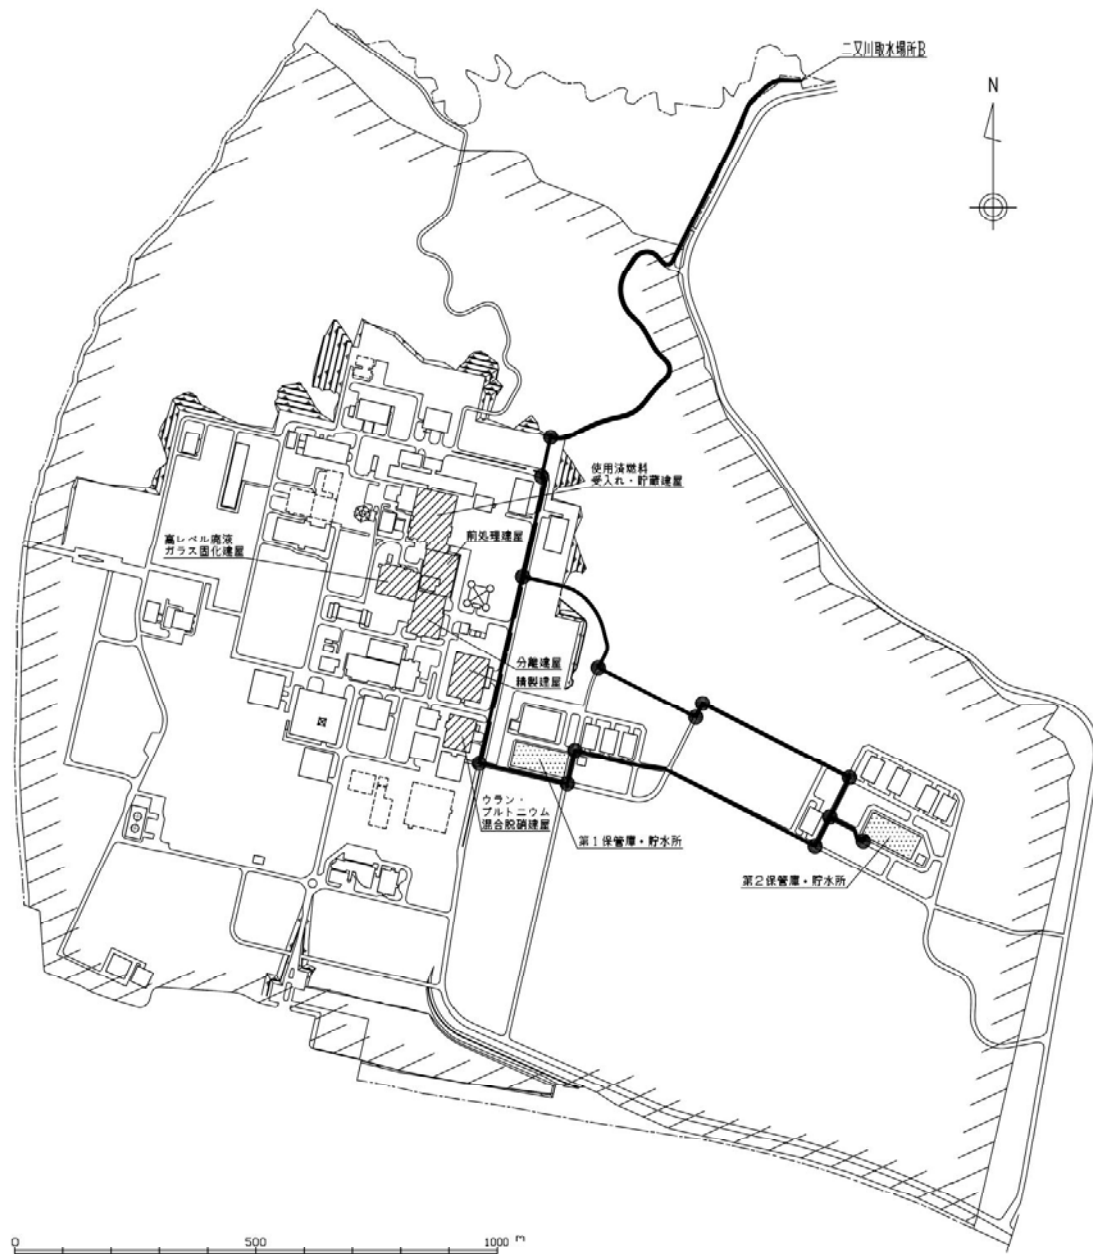 二又川取水場所B
N
使用済燃料
受入れ・貯蔵建屋
前処理建屋
高レベル廃液
ガラス固化建屋
分離建屋
精製建屋
ウラン・
プルトニウム
混合脱硝建屋
第1保管庫・貯水所
第2保管庫・貯水所
0 500 1000 m